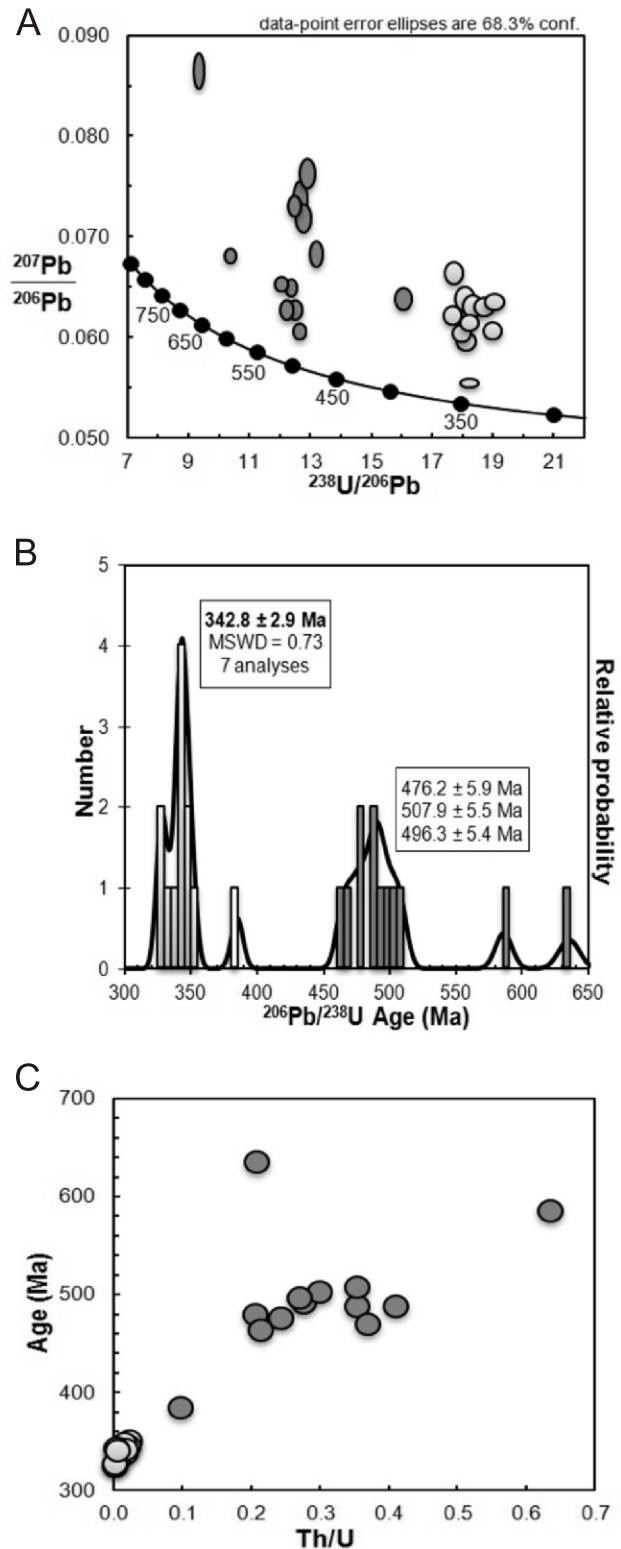 A
data-point error ellipses are 68.3% conf.
0.090
0.080
0.070
0.060
0.050
207Pb
206Pb
750
650
550
450
350
7 9 11 13 15 17 19 21
238U/206Pb
B
5
4
3
2
1
0
Number
342.8 ± 2.9 Ma
MSWD = 0.73
7 analyses
476.2 ± 5.9 Ma
507.9 ± 5.5 Ma
496.3 ± 5.4 Ma
Relative probability
300 350 400 450 500 550 600 650
206Pb/238U Age (Ma)
C
700
600
500
400
300
Age (Ma)
0.0 0.1 0.2 0.3 0.4 0.5 0.6 0.7
Th/U